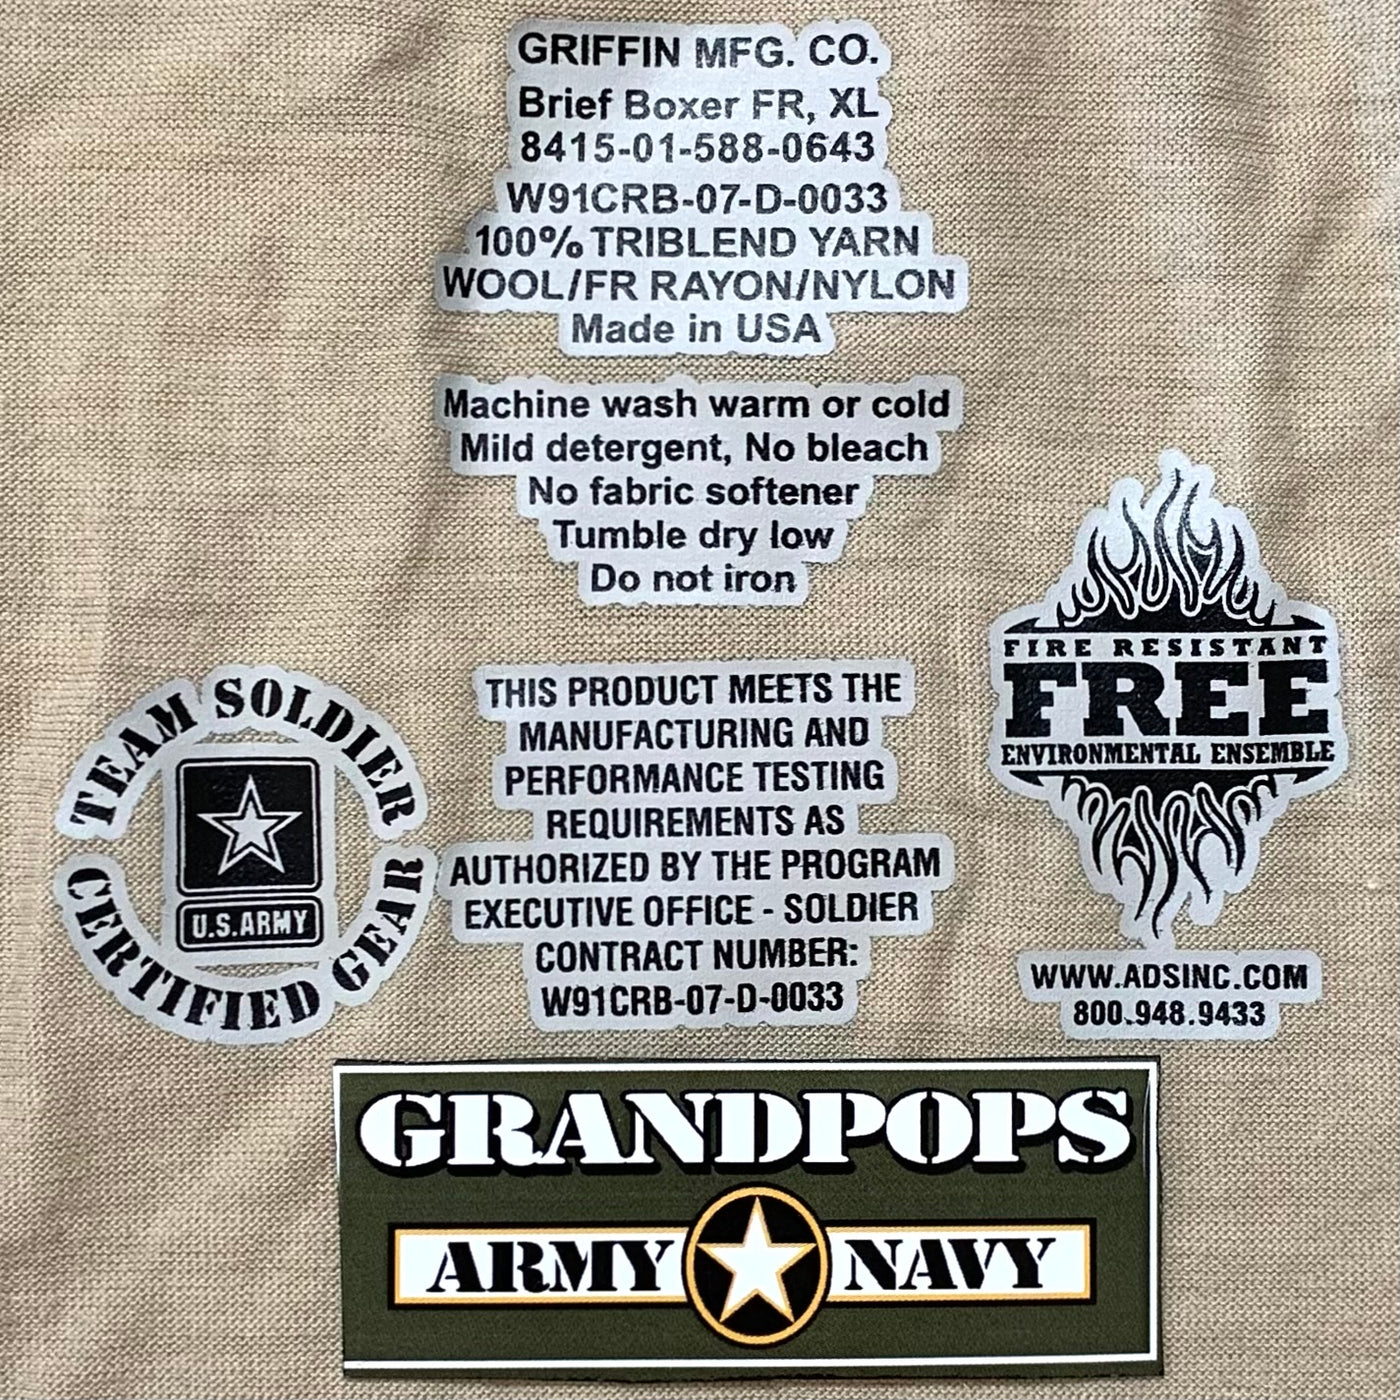 GRIFFIN MFG. CO.
Brief Boxer FR, XL
8415-01-588-0643
W91CRB-07-D-0033
100% TRIBLEND YARN
WOOL/FR RAYON/NYLON
Made in USA
Machine wash warm or cold
Mild detergent, No bleach
No fabric softener
Tumble dry low
Do not iron
TEAM SOLDIER
U.S.ARMY
CERTIFIED GEAR
THIS PRODUCT MEETS THE
MANUFACTURING AND
PERFORMANCE TESTING
REQUIREMENTS AS
AUTHORIZED BY THE PROGRAM
EXECUTIVE OFFICE - SOLDIER
CONTRACT NUMBER:
W91CRB-07-D-0033
FIRE RESISTANT
FREE
ENVIRONMENTAL ENSEMBLE
WWW.ADSINC.COM
800.948.9433
GRANDPOPS
ARMY NAVY